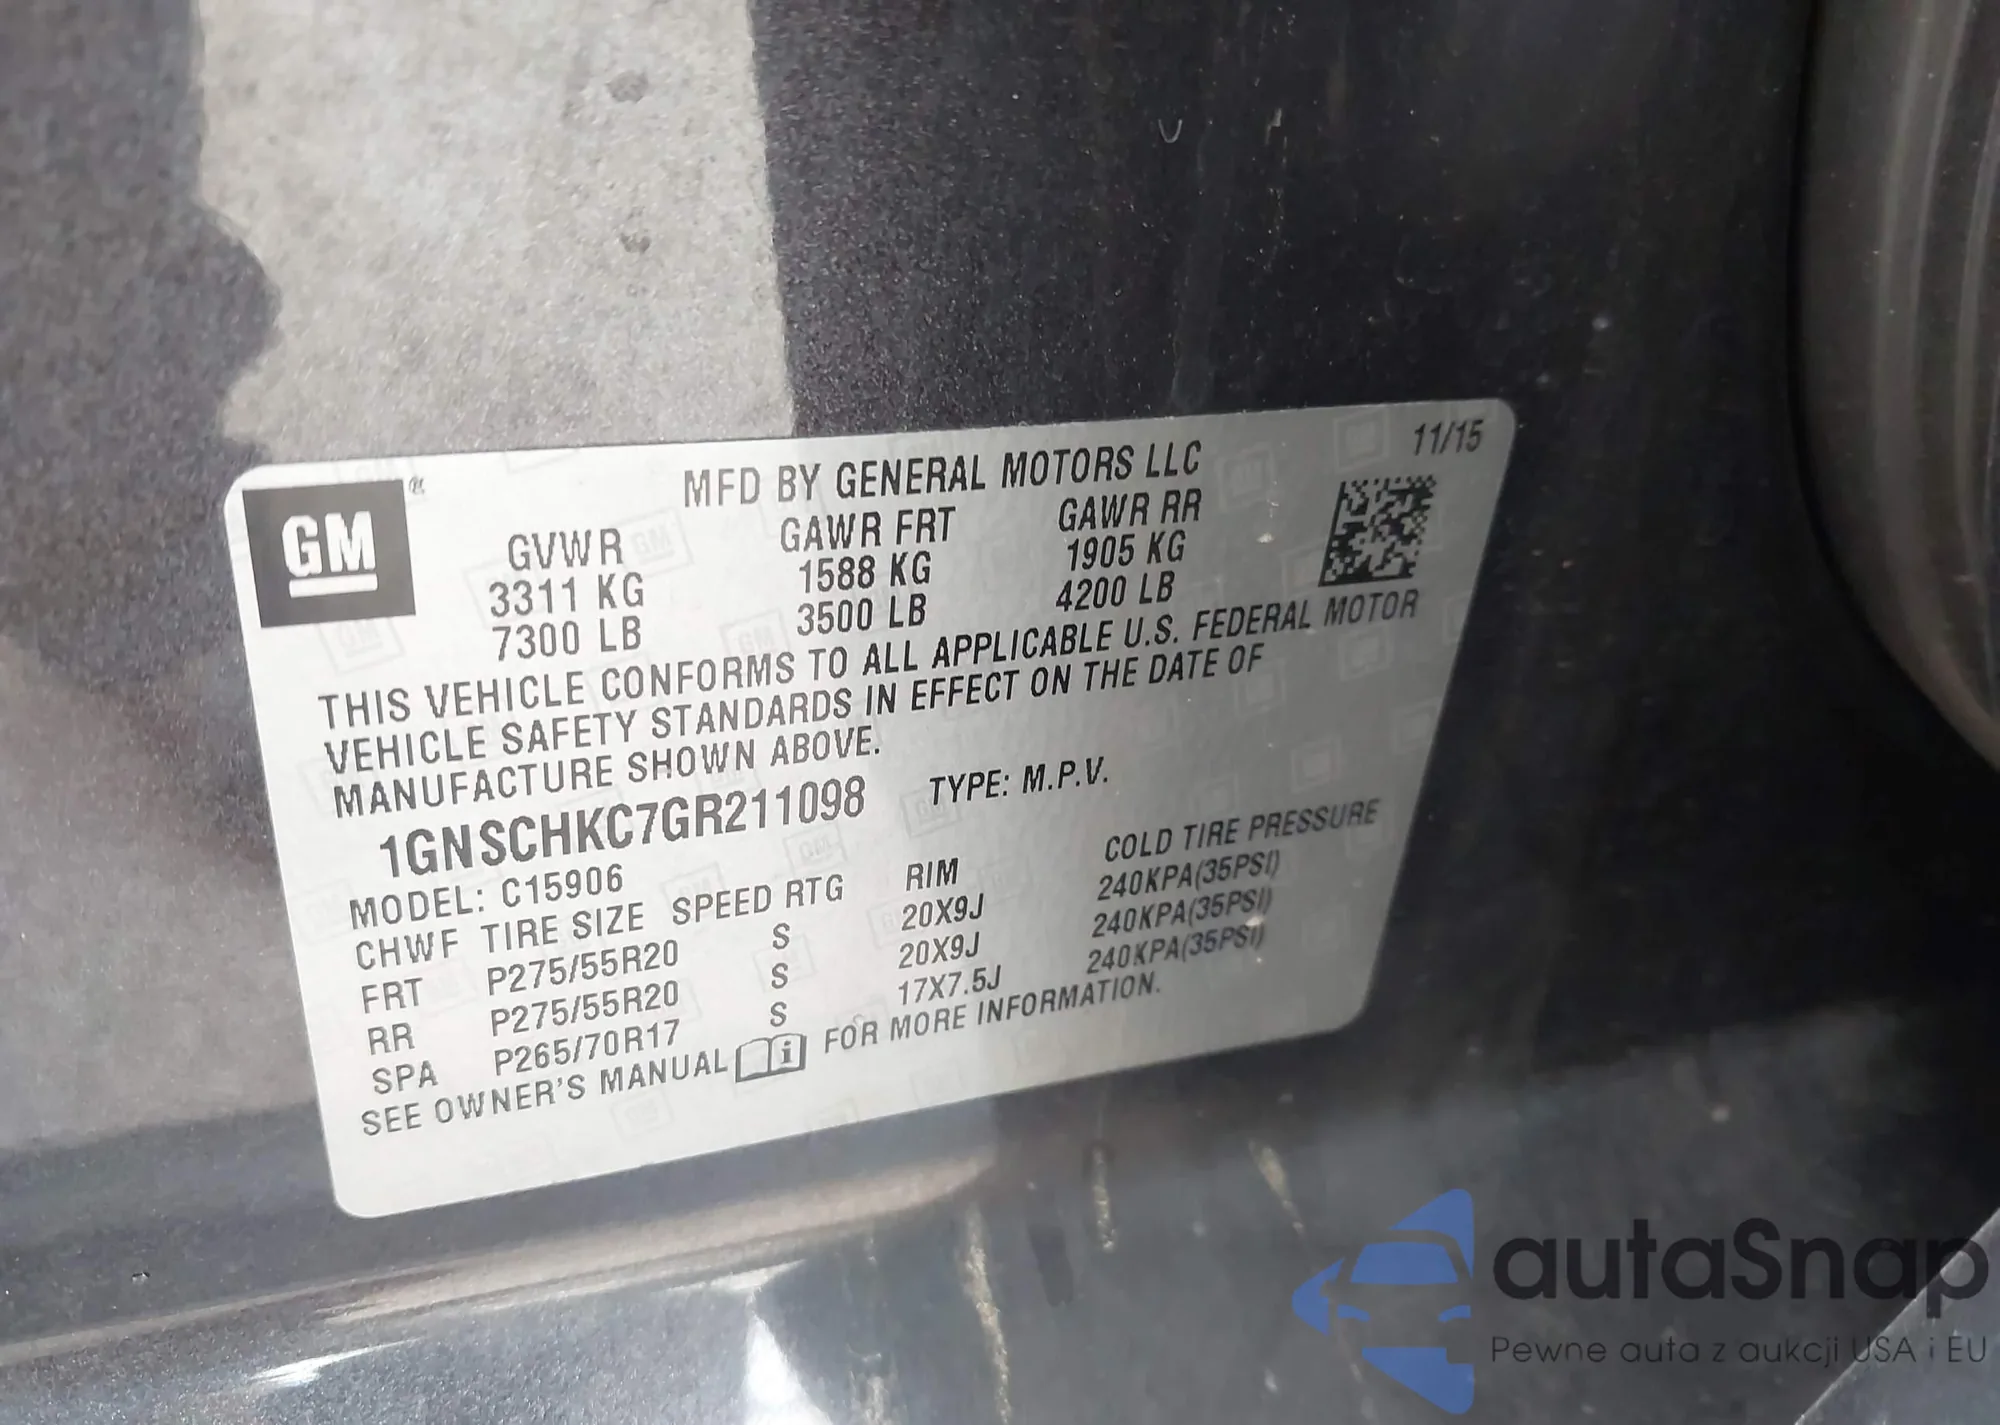 11/15
GM ®
MFD BY GENERAL MOTORS LLC
GVWR GAWR FRT GAWR RR
3311 KG 1588 KG 1905 KG
7300 LB 3500 LB 4200 LB
THIS VEHICLE CONFORMS TO ALL APPLICABLE U.S. FEDERAL MOTOR
VEHICLE SAFETY STANDARDS IN EFFECT ON THE DATE OF
MANUFACTURE SHOWN ABOVE.
1GNSCHKC7GR211098 TYPE: M.P.V.
MODEL: C15906
CHWF TIRE SIZE SPEED RTG RIM COLD TIRE PRESSURE
FRT P275/55R20 S 20X9J 240KPA(35PSI)
RR P275/55R20 S 20X9J 240KPA(35PSI)
SPA P265/70R17 S 17X7.5J 240KPA(35PSI)
SEE OWNER'S MANUAL FOR MORE INFORMATION.
autaSnap
Pewne auta z aukcji USA i EU